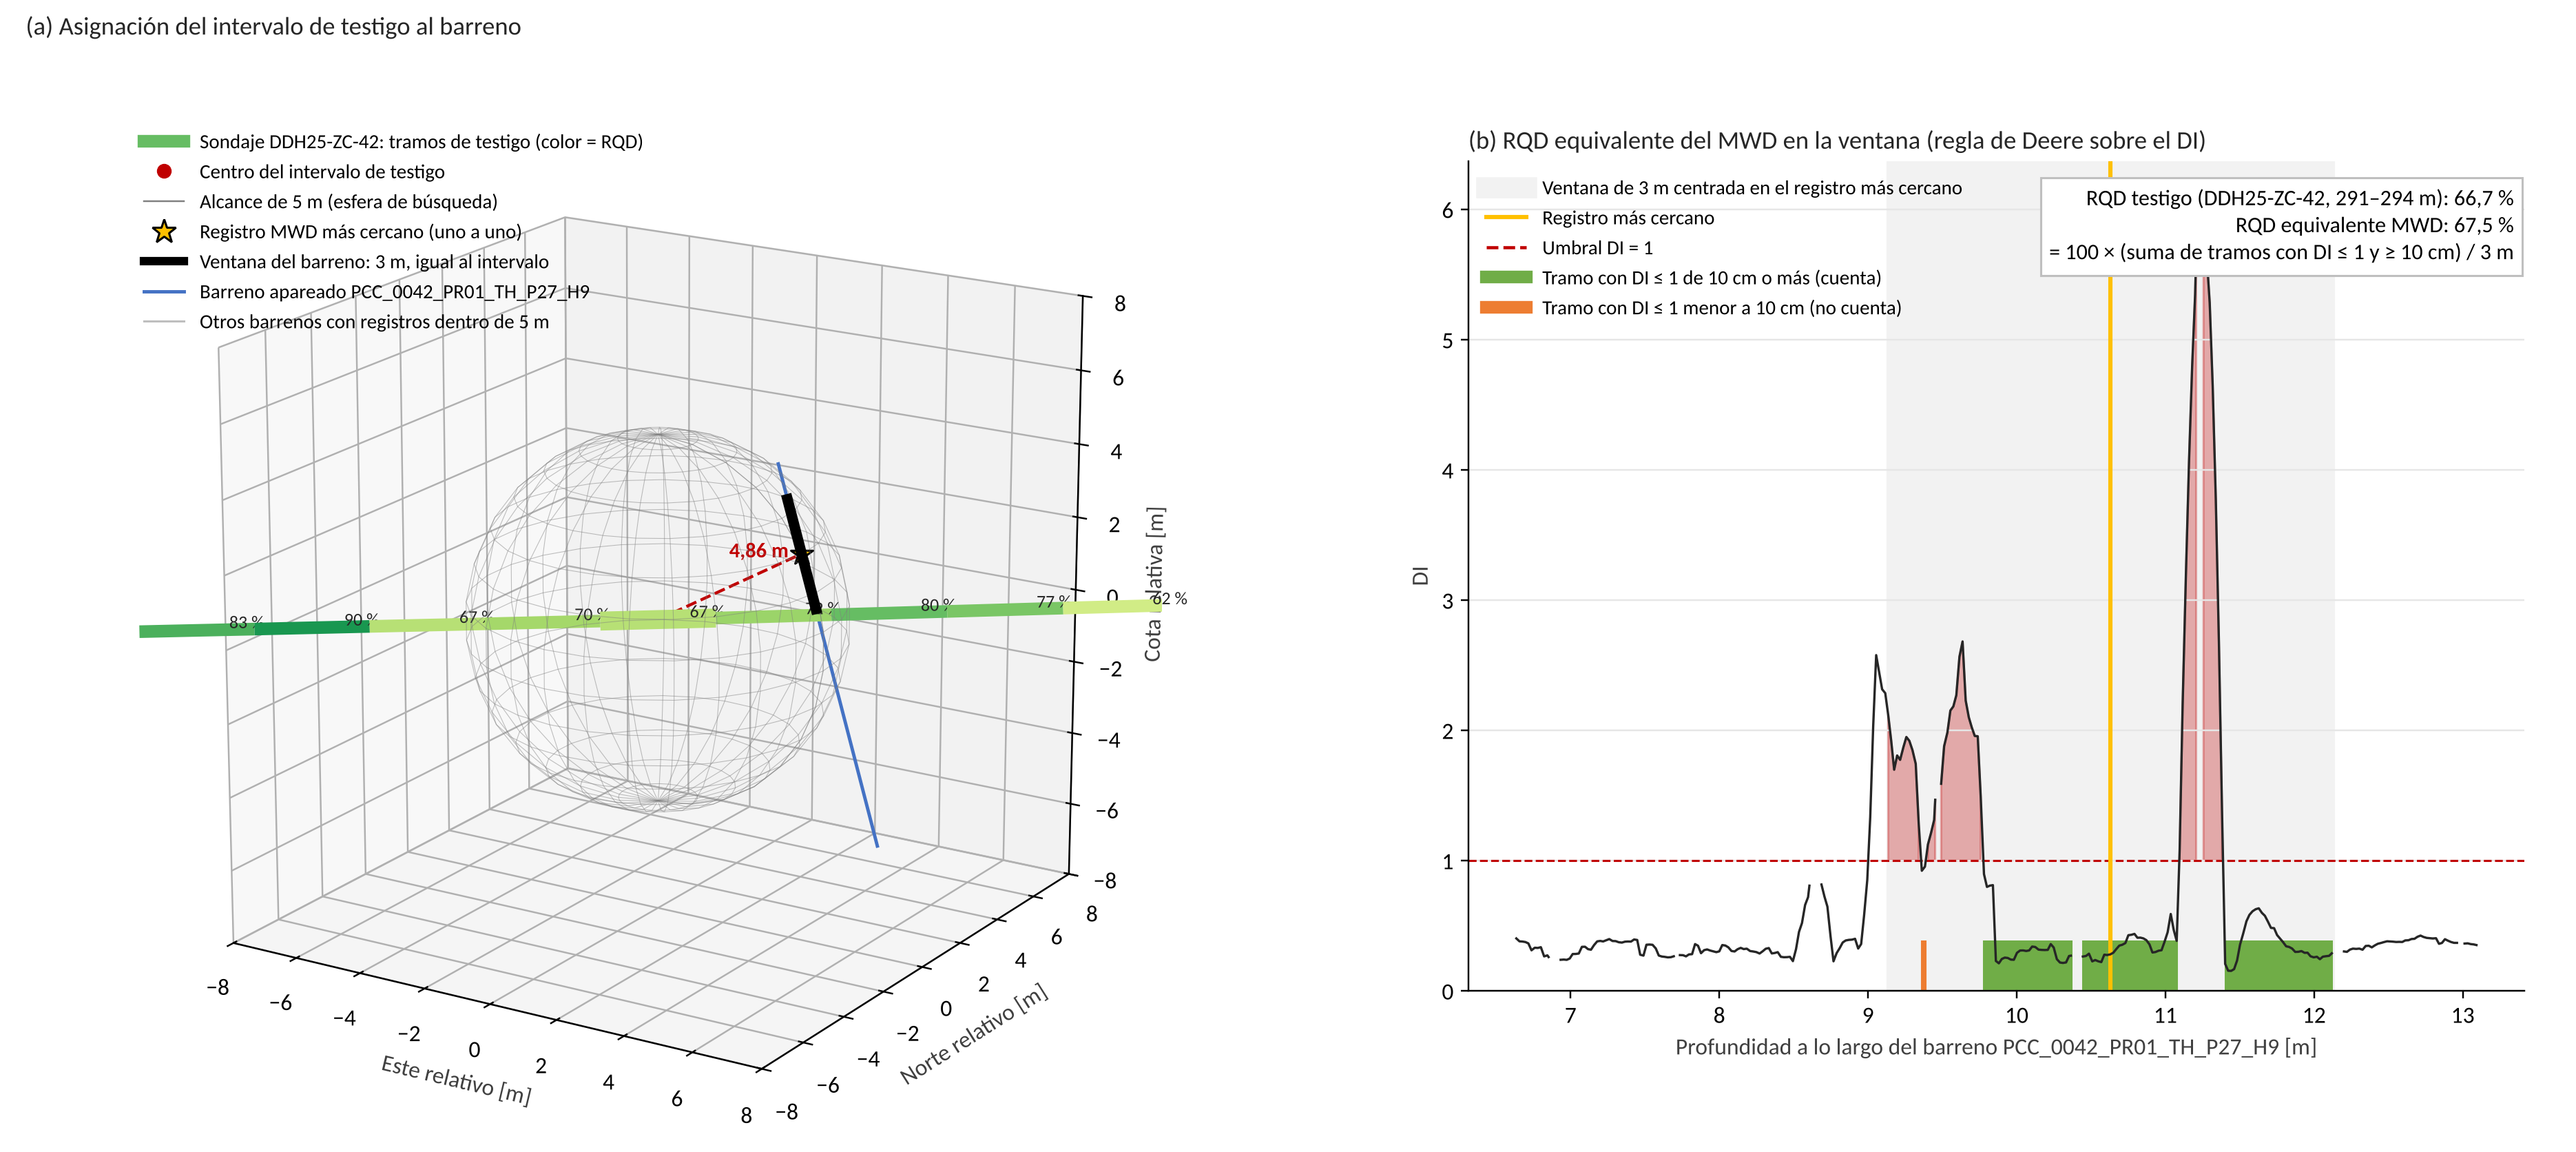 (a) Asignación del intervalo de testigo al barreno
Sondaje DDH25-ZC-42: tramos de testigo (color = RQD)
Centro del intervalo de testigo
Alcance de 5 m (esfera de búsqueda)
Registro MWD más cercano (uno a uno)
Ventana del barreno: 3 m, igual al intervalo
Barreno apareado PCC_0042_PR01_TH_P27_H9
Otros barrenos con registros dentro de 5 m
8
6
4
2
0
−2
−4
−6
−8
Cota relativa [m]
4,86 m
83 %
90 %
67 %
70 %
67 %
80 %
77 %
62 %
−8
−6
−4
−2
0
2
4
6
8
Este relativo [m]
−8
−6
−4
−2
0
2
4
6
8
Norte relativo [m]
(b) RQD equivalente del MWD en la ventana (regla de Deere sobre el DI)
Ventana de 3 m centrada en el registro más cercano
Registro más cercano
Umbral DI = 1
Tramo con DI ≤ 1 de 10 cm o más (cuenta)
Tramo con DI ≤ 1 menor a 10 cm (no cuenta)
RQD testigo (DDH25-ZC-42, 291–294 m): 66,7 %
RQD equivalente MWD: 67,5 %
= 100 × (suma de tramos con DI ≤ 1 y ≥ 10 cm) / 3 m
6
5
4
3
2
1
0
DI
7
8
9
10
11
12
13
Profundidad a lo largo del barreno PCC_0042_PR01_TH_P27_H9 [m]